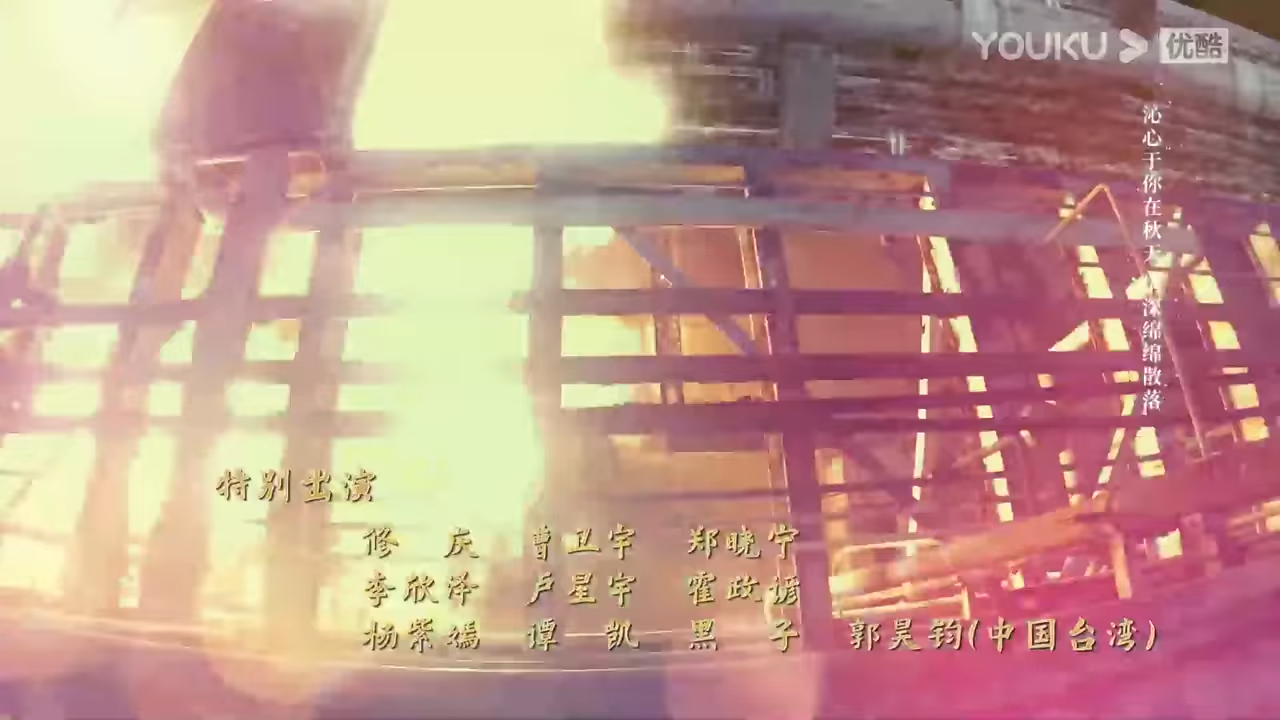 YOUKU 优酷
沁心于你在秋天 深绵绵散落
特别出演
修 庆 曹卫宇 郑晓宁
李欣泽 卢星宇 霍政谚
杨紫嫣 谭 凯 黑 子 郭昊钧(中国台湾)